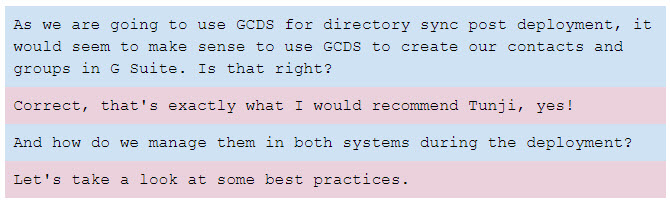 As we are going to use GCDS for directory sync post deployment, it
would seem to make sense to use GCDS to create our contacts and
groups in G Suite. Is that right?
Correct, that's exactly what I would recommend Tunji, yes!
And how do we manage them in both systems during the deployment?
Let's take a look at some best practices.